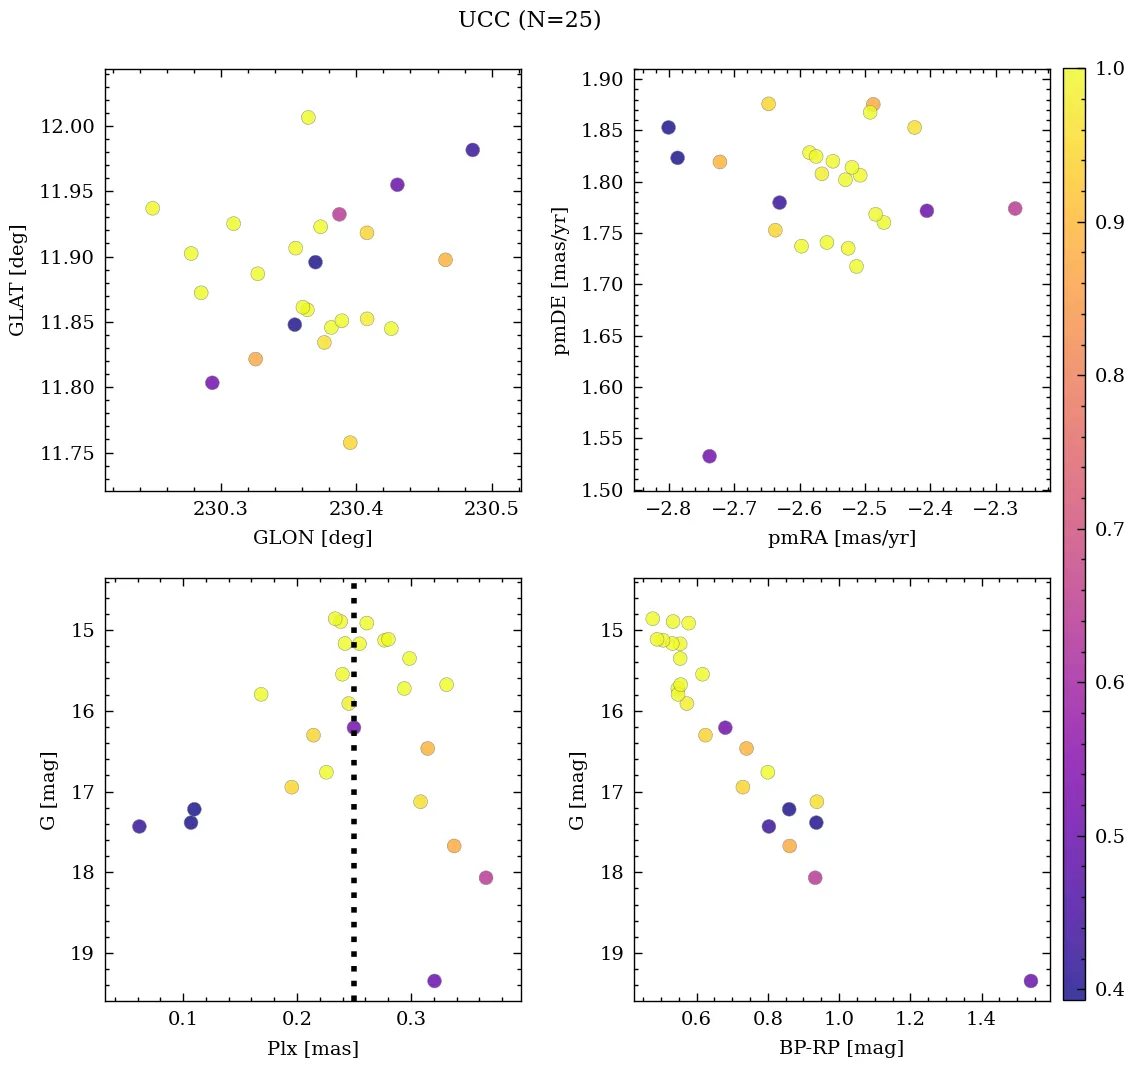 UCC (N=25)
12.00
11.95
11.90
11.85
11.80
11.75
GLAT [deg]
230.3 230.4 230.5
GLON [deg]
1.90
1.85
1.80
1.75
1.70
1.65
1.60
1.55
1.50
pmDE [mas/yr]
−2.8 −2.7 −2.6 −2.5 −2.4 −2.3
pmRA [mas/yr]
15
16
17
18
19
G [mag]
0.1 0.2 0.3
Plx [mas]
15
16
17
18
19
G [mag]
0.6 0.8 1.0 1.2 1.4
BP-RP [mag]
1.0
0.9
0.8
0.7
0.6
0.5
0.4